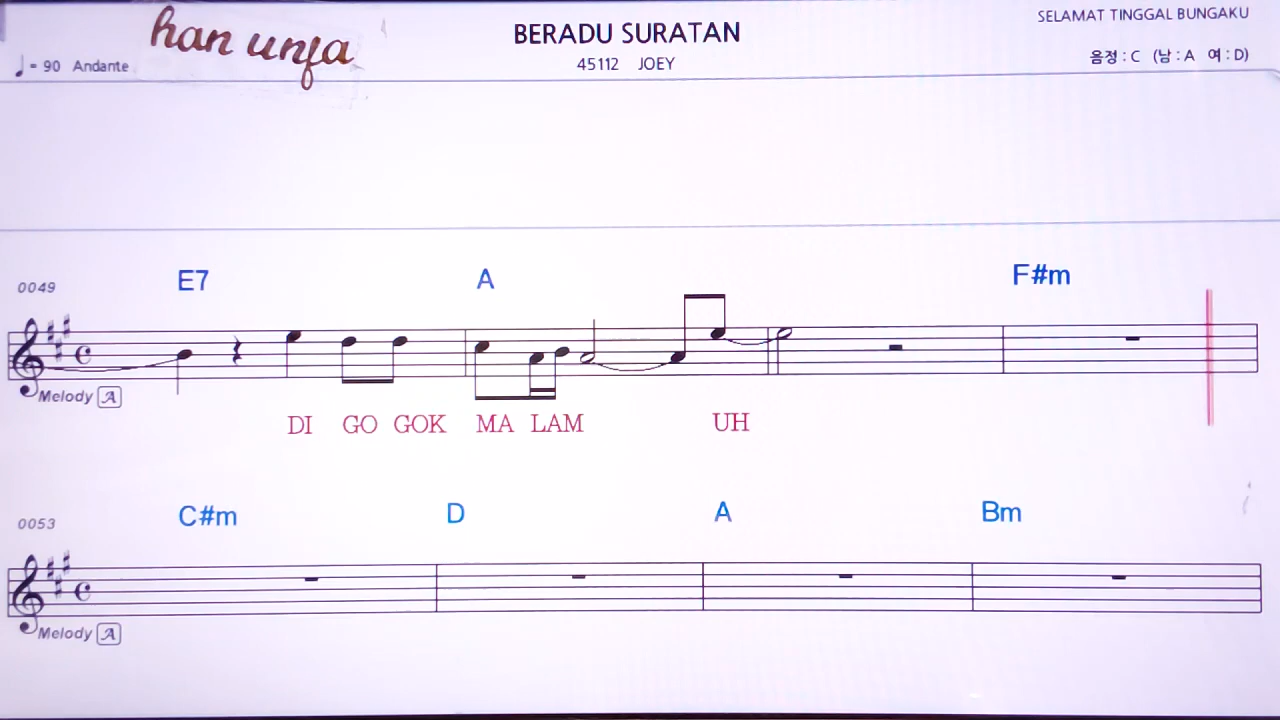 han unfa
BERADU SURATAN
SELAMAT TINGGAL BUNGAKU
= 90 Andante
45112 JOEY
음정 : C (남 : A 여 : D)
0049
E7 A F#m
Melody A
DI GO GOK MA LAM UH
0053
C#m D A Bm
Melody A